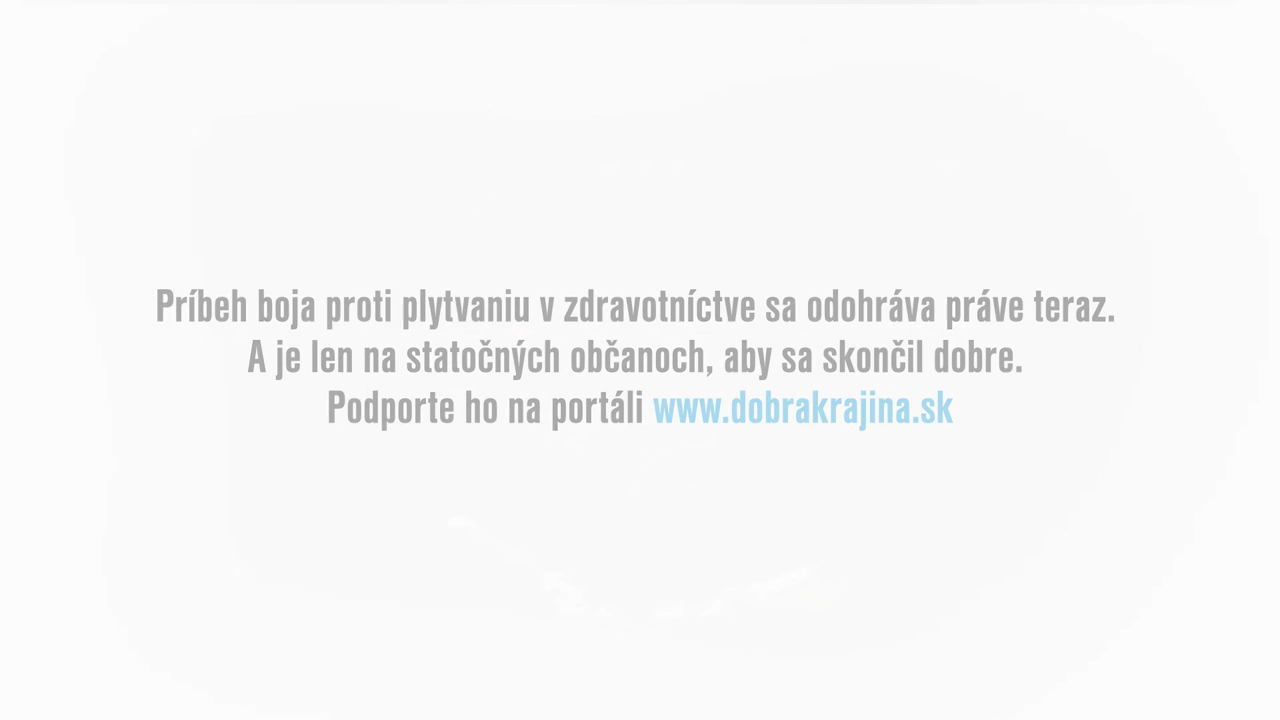 Príbeh boja proti plytvaniu v zdravotníctve sa odohráva práve teraz.
A je len na statočných občanoch, aby sa skončil dobre.
Podporte ho na portáli www.dobrakrajina.sk